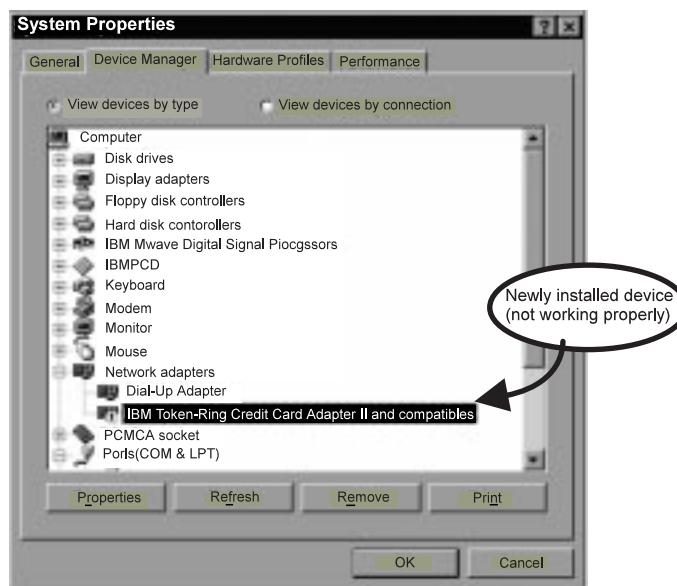 System Properties
General Device Manager Hardware Profiles Performance
View devices by type View devices by connection
Computer
Disk drives
Display adapters
Floppy disk controllers
Hard disk contorollers
IBM Mwave Digital Signal Piocgssors
IBMPCD
Keyboard
Modem
Monitor
Mouse
Network adapters
Dial-Up Adapter
IBM Token-Ring Credit Card Adapter II and compatibles
PCMCA socket
Porls(COM & LPT)
Newly installed device
(not working properly)
Properties Refresh Remove Print
OK Cancel